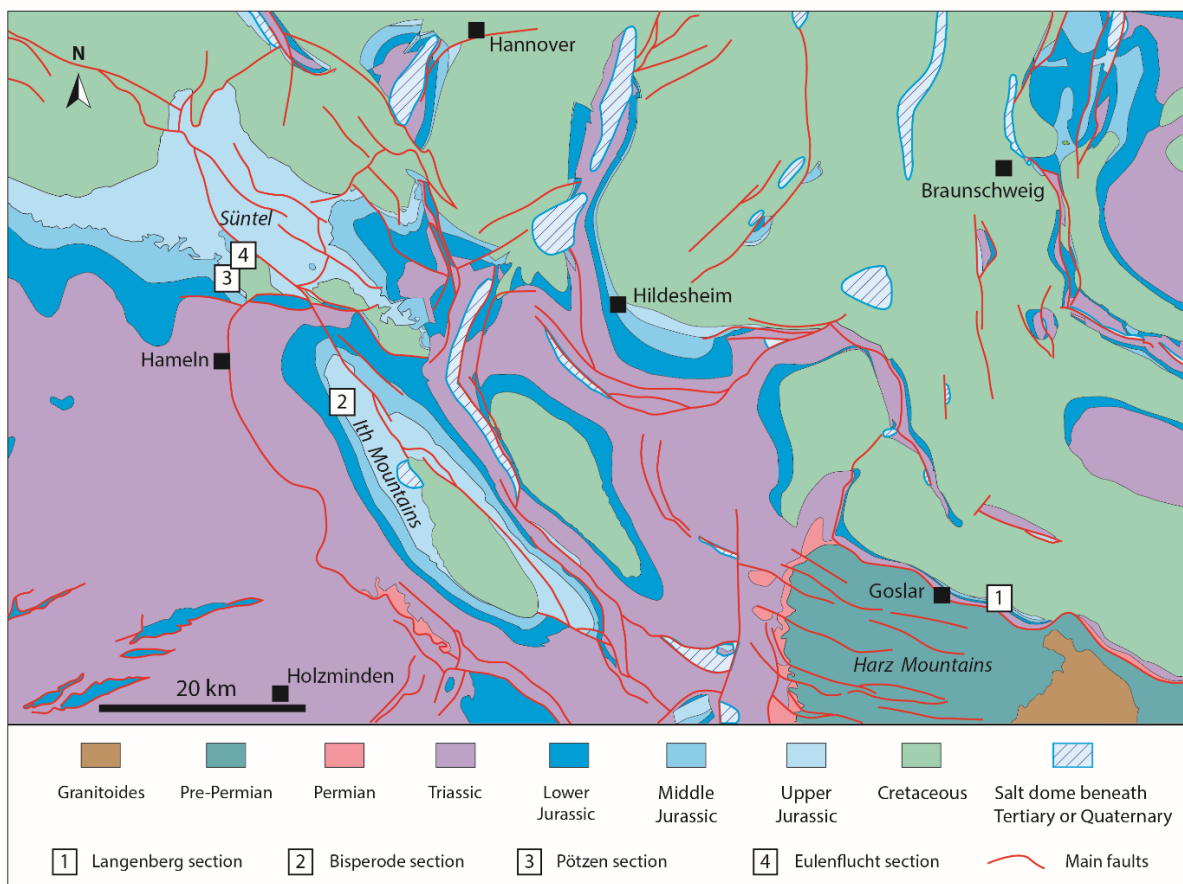 N
Hannover
Braunschweig
Süntel
4
3
Hildesheim
Hameln
2
Ith Mountains
Goslar
1
Harz Mountains
Holzminden
20 km
Granitoides
Pre-Permian
Permian
Triassic
Lower
Jurassic
Middle
Jurassic
Upper
Jurassic
Cretaceous
Salt dome beneath
Tertiary or Quaternary
1 Langenberg section
2 Bisperode section
3 Pötzen section
4 Eulenflucht section
Main faults